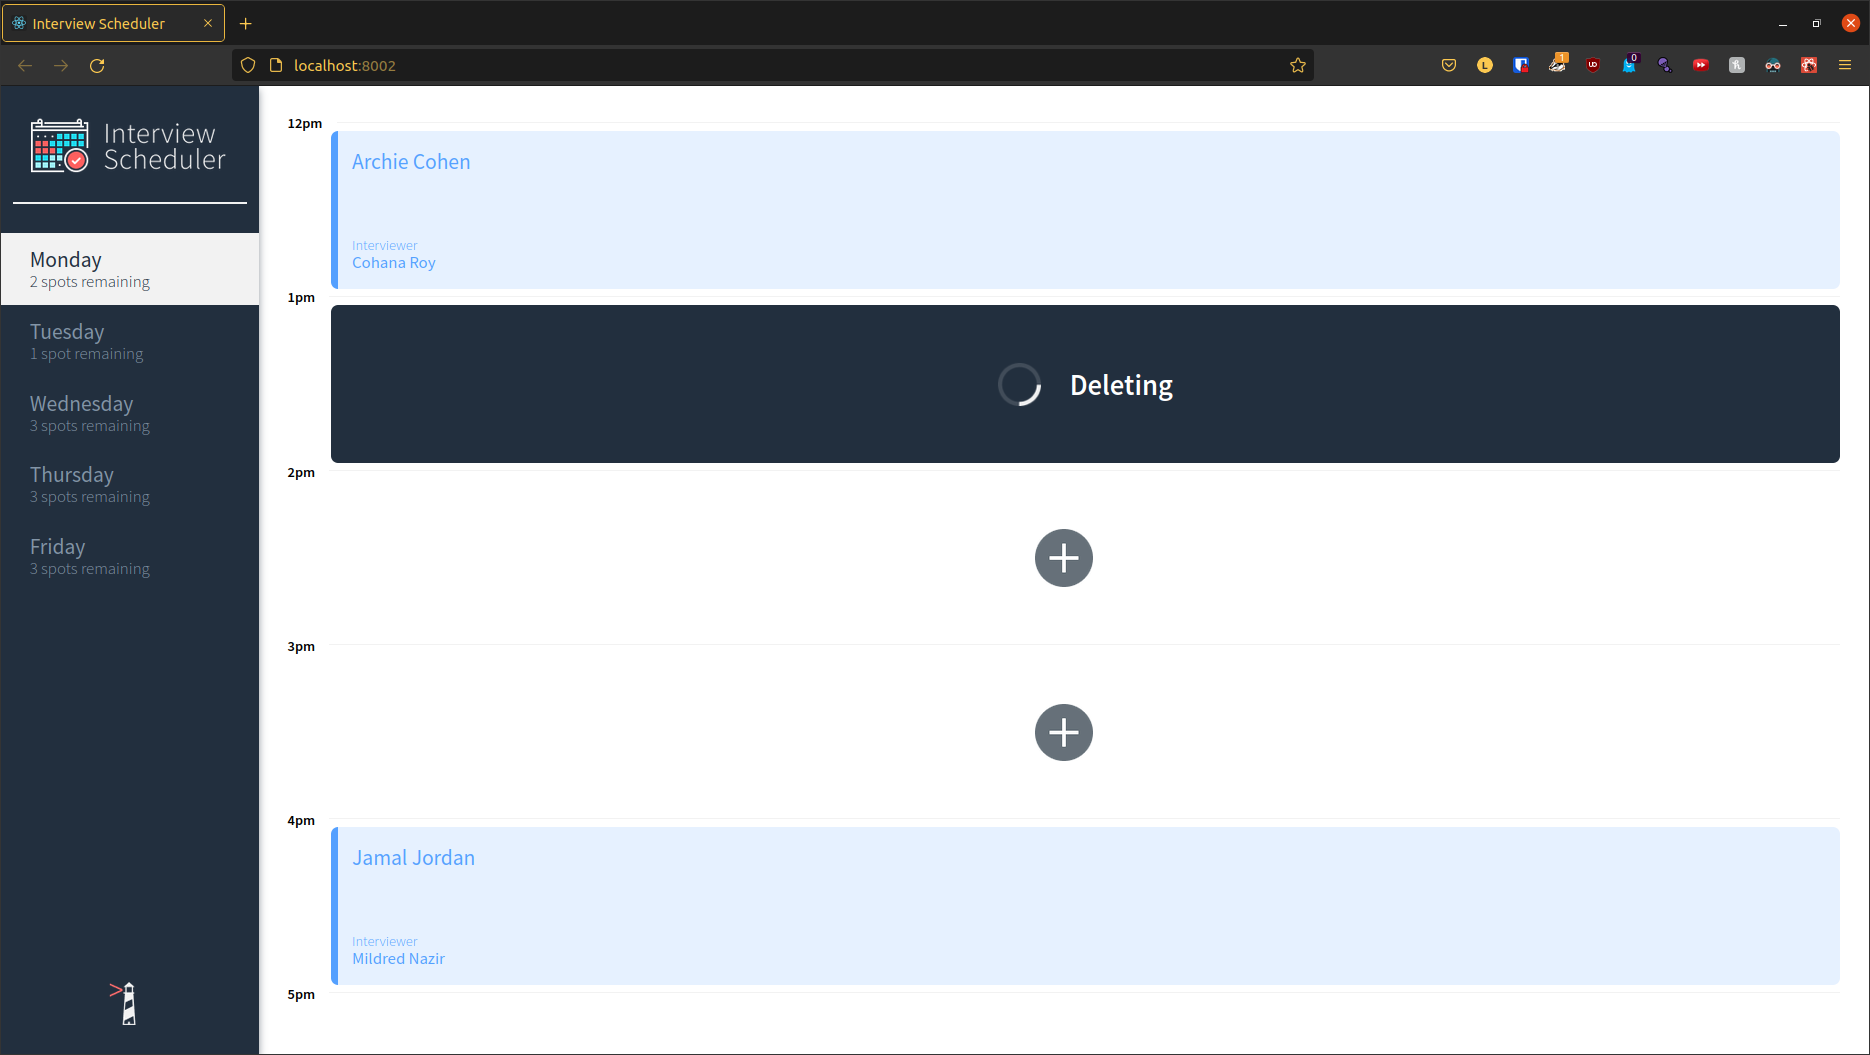 Interview Scheduler
localhost:8002
1
0
Interview
Scheduler
Monday
2 spots remaining
Tuesday
1 spot remaining
Wednesday
3 spots remaining
Thursday
3 spots remaining
Friday
3 spots remaining
12pm
Archie Cohen
Interviewer
Cohana Roy
1pm
Deleting
2pm
3pm
4pm
Jamal Jordan
Interviewer
Mildred Nazir
5pm